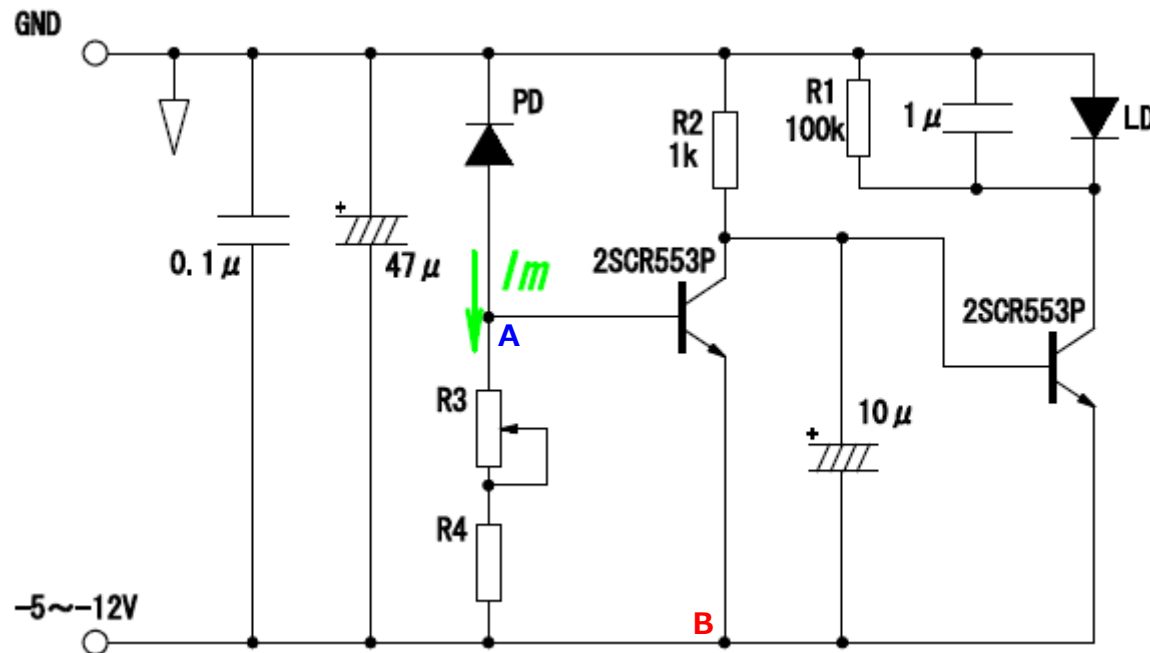 GND
PD
R2
1k
R1
100k
1μ
LD
0.1μ
+
47μ
Im
2SCR553P
A
2SCR553P
R3
10μ
+
R4
-5~-12V
B